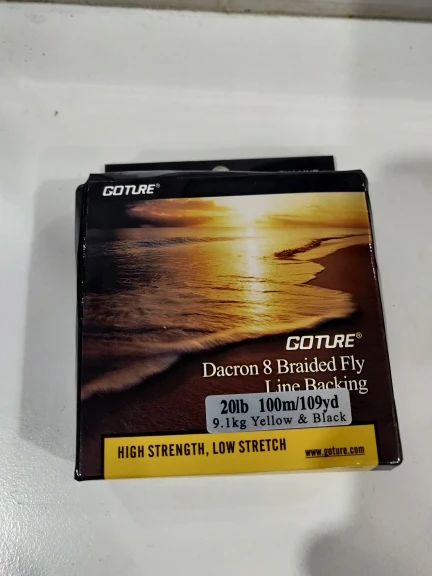 GOTURE®
GOTURE®
Dacron 8 Braided Fly
Line Backing
20lb 100m/109yd
9.1kg Yellow & Black
HIGH STRENGTH, LOW STRETCH
www.goture.com